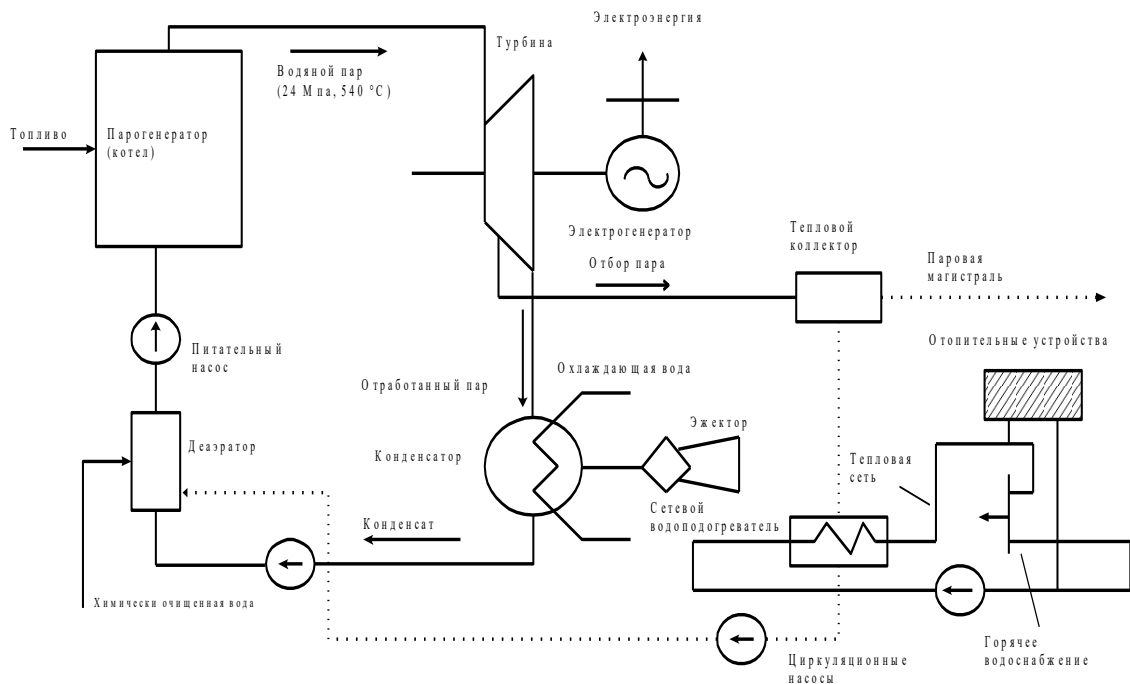 Электроэнергия
Турбина
Водяной пар
(24 Мпа, 540 °С)
Топливо
Парогенератор
(котел)
Электрогенератор
Тепловой
коллектор
Отбор пара
Паровая
магистраль
Питательный
насос
Отопительные устройства
Охлаждающая вода
Отработанный пар
Эжектор
Деаэратор
Конденсатор
Тепловая
сеть
Сетевой
водоподогреватель
Конденсат
Химически очищенная вода
Циркуляционные
насосы
Горячее
водоснабжение